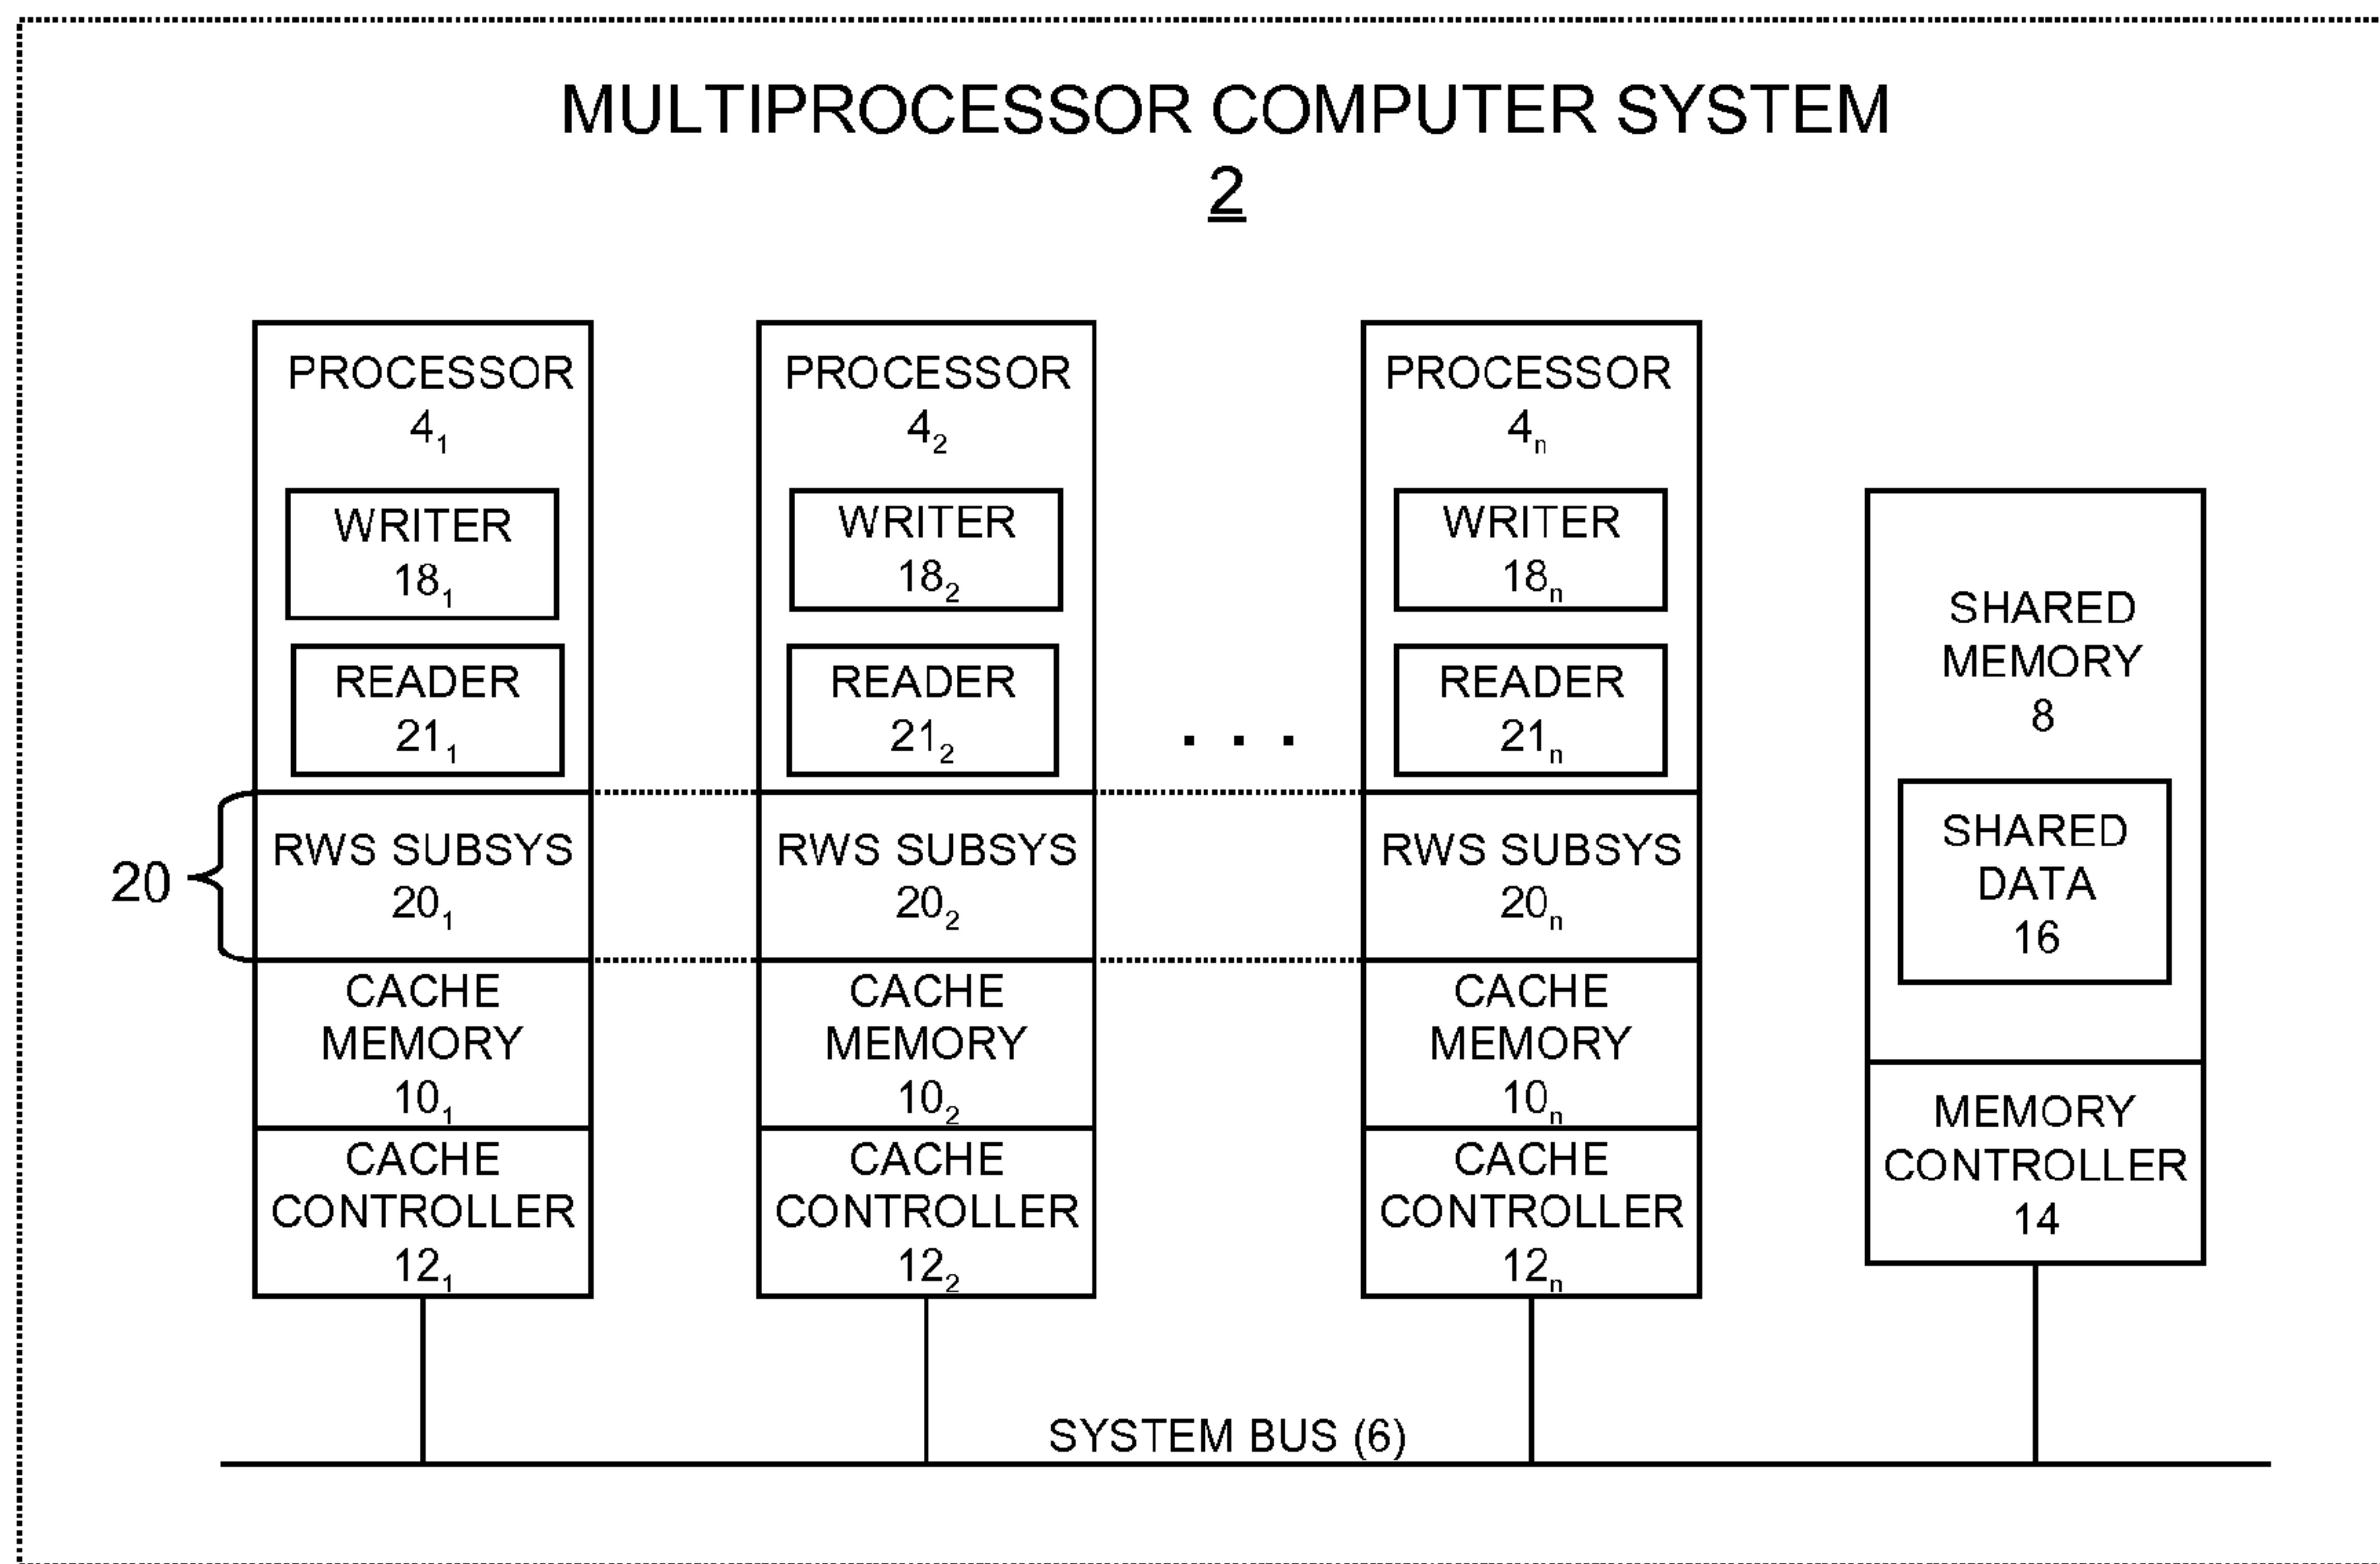 MULTIPROCESSOR COMPUTER SYSTEM
2
PROCESSOR
4₁
WRITER
18₁
READER
21₁
RWS SUBSYS
20₁
CACHE
MEMORY
10₁
CACHE
CONTROLLER
12₁
20
PROCESSOR
4₂
WRITER
18₂
READER
21₂
RWS SUBSYS
20₂
CACHE
MEMORY
10₂
CACHE
CONTROLLER
12₂
. . .
PROCESSOR
4ₙ
WRITER
18ₙ
READER
21ₙ
RWS SUBSYS
20ₙ
CACHE
MEMORY
10ₙ
CACHE
CONTROLLER
12ₙ
SHARED
MEMORY
8
SHARED
DATA
16
MEMORY
CONTROLLER
14
SYSTEM BUS (6)